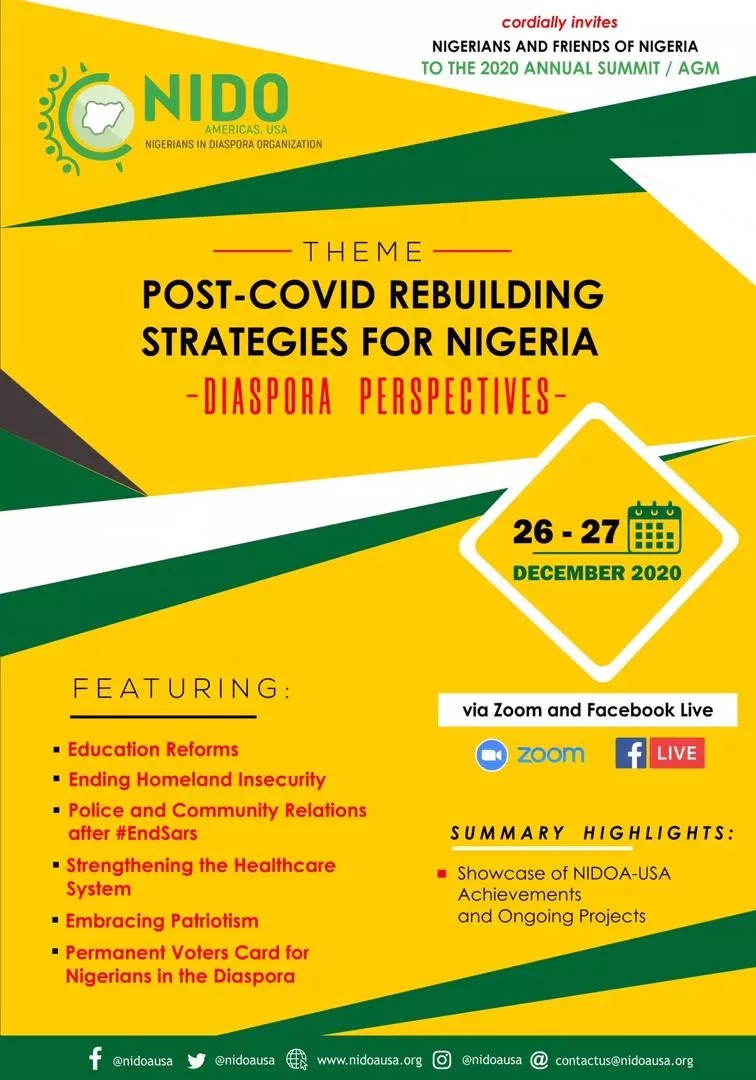 cordially invites
NIGERIANS AND FRIENDS OF NIGERIA
TO THE 2020 ANNUAL SUMMIT / AGM
NIDO
AMERICAS, USA
NIGERIANS IN DIASPORA ORGANIZATION
THEME
POST-COVID REBUILDING
STRATEGIES FOR NIGERIA
-DIASPORA PERSPECTIVES-
26 - 27
DECEMBER 2020
FEATURING:
▪ Education Reforms
▪ Ending Homeland Insecurity
▪ Police and Community Relations
after #EndSars
▪ Strengthening the Healthcare
System
▪ Embracing Patriotism
▪ Permanent Voters Card for
Nigerians in the Diaspora
via Zoom and Facebook Live
zoom
f LIVE
SUMMARY HIGHLIGHTS:
▪ Showcase of NIDOA-USA
Achievements
and Ongoing Projects
f @nidoausa @nidoausa www.nidoausa.org @nidoausa @ contactus@nidoausa.org